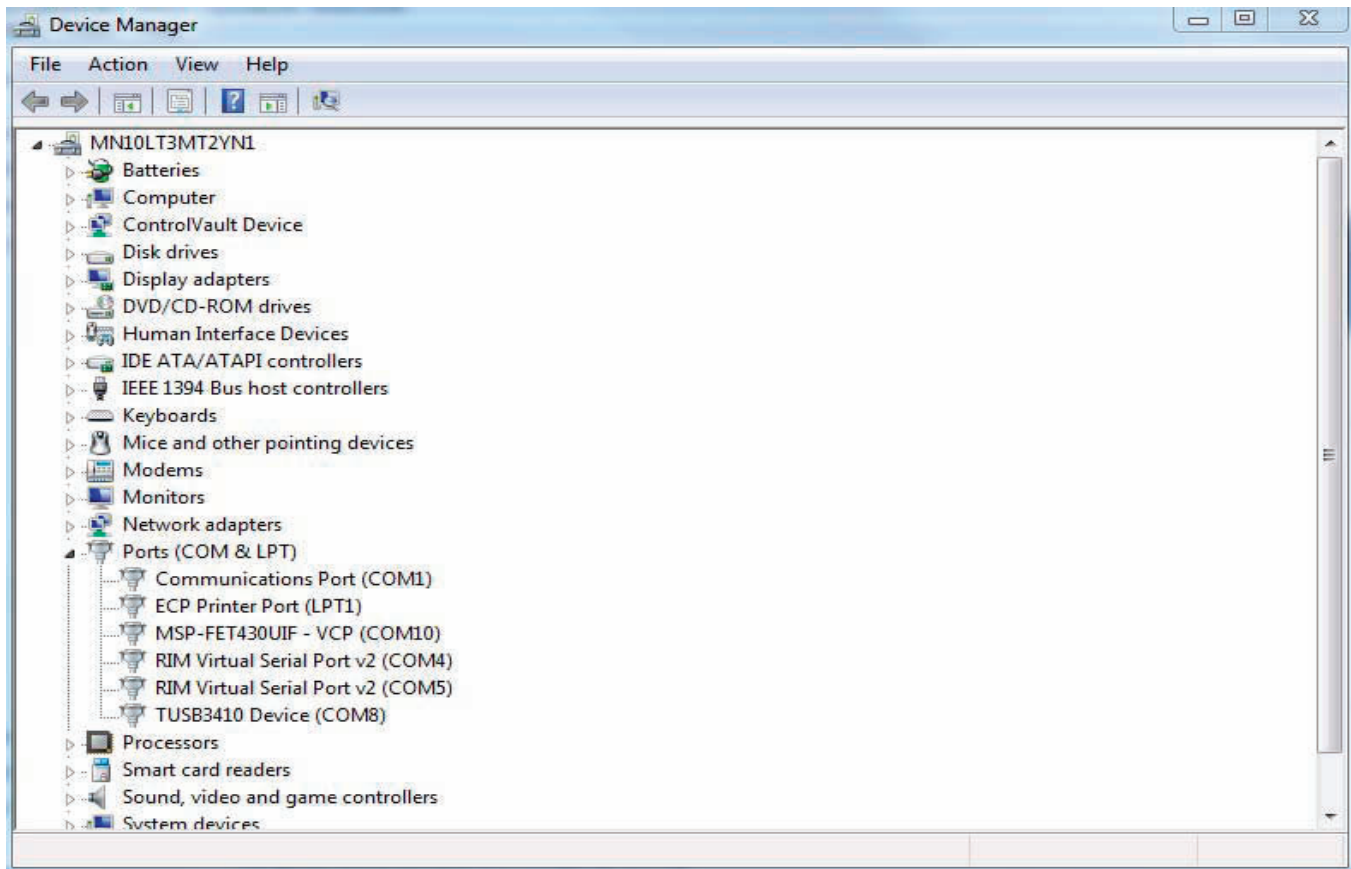 Device Manager
File Action View Help
MN10LT3MT2YN1
Batteries
Computer
ControlVault Device
Disk drives
Display adapters
DVD/CD-ROM drives
Human Interface Devices
IDE ATA/ATAPI controllers
IEEE 1394 Bus host controllers
Keyboards
Mice and other pointing devices
Modems
Monitors
Network adapters
Ports (COM & LPT)
Communications Port (COM1)
ECP Printer Port (LPT1)
MSP-FET430UIF - VCP (COM10)
RIM Virtual Serial Port v2 (COM4)
RIM Virtual Serial Port v2 (COM5)
TUSB3410 Device (COM8)
Processors
Smart card readers
Sound, video and game controllers
System devices